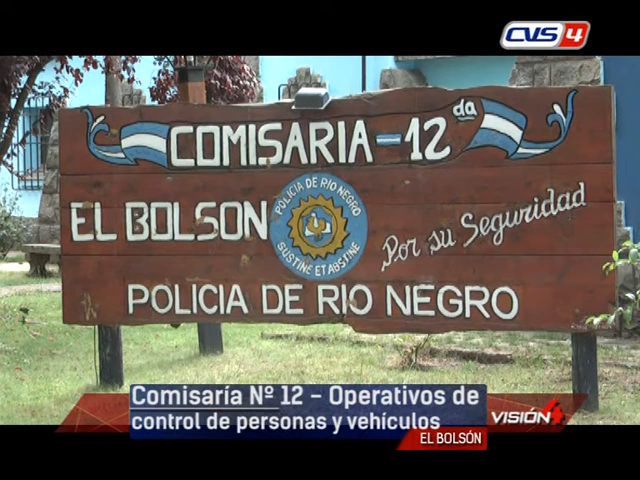 CVS 4
COMISARIA - 12 da
EL BOLSON
POLICIA DE RIO NEGRO
SUSTINE ET ABSTINE
Por su Seguridad
POLICIA DE RIO NEGRO
Comisaría Nº 12 – Operativos de
control de personas y vehículos
VISIÓN 4
EL BOLSÓN